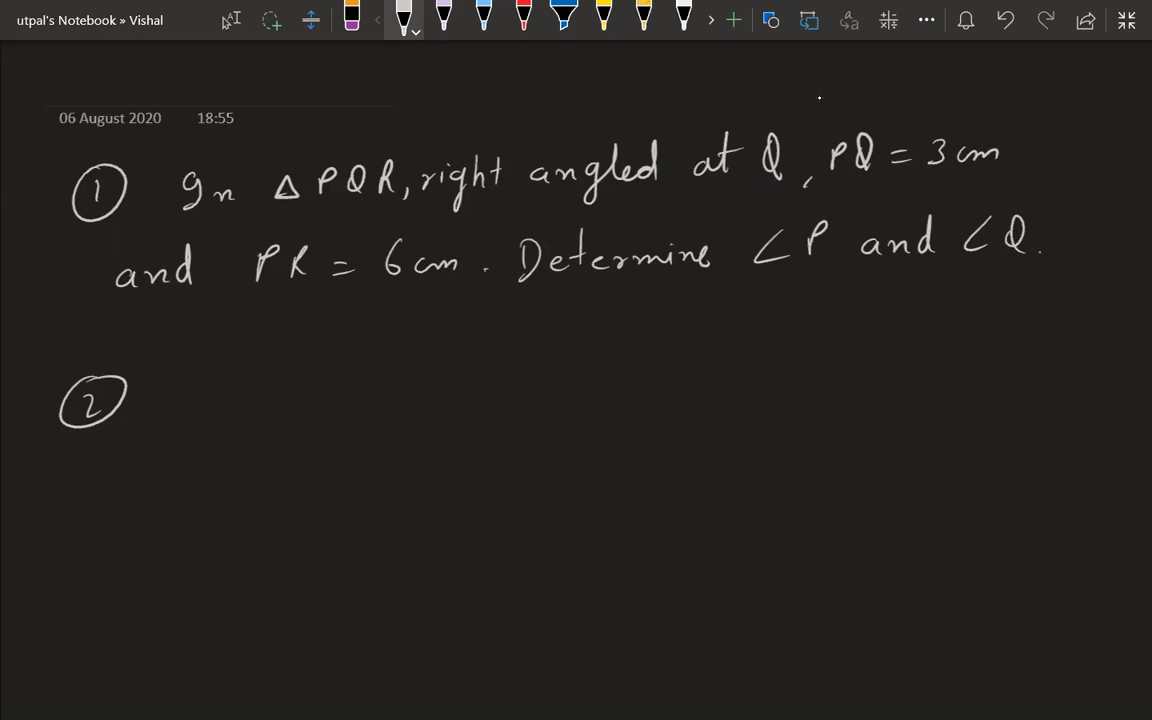 utpal's Notebook » Vishal
06 August 2020 18:55
① In Δ PQR, right angled at Q, PQ = 3 cm
and PR = 6 cm. Determine ∠P and ∠Q.
②